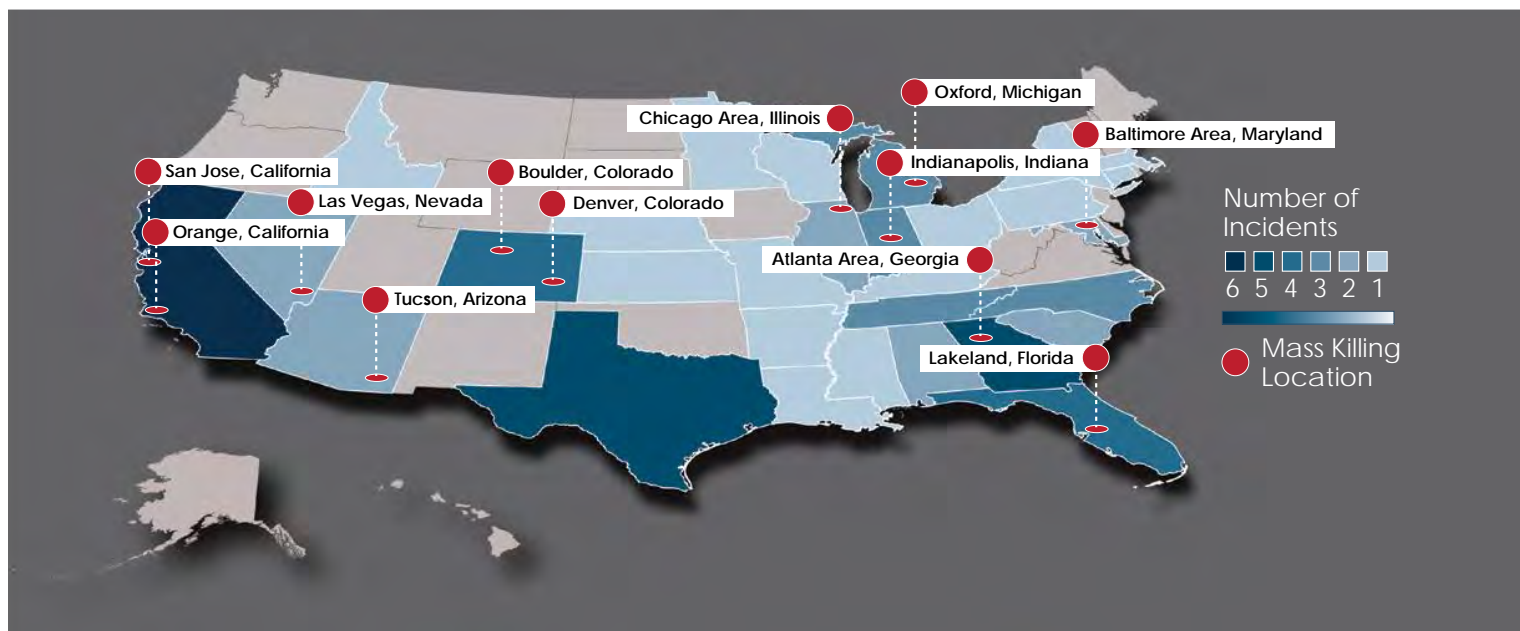 Oxford, Michigan
Chicago Area, Illinois
Baltimore Area, Maryland
Indianapolis, Indiana
San Jose, California
Boulder, Colorado
Las Vegas, Nevada
Denver, Colorado
Orange, California
Atlanta Area, Georgia
Tucson, Arizona
Lakeland, Florida
Number of
Incidents
6 5 4 3 2 1
Mass Killing
Location